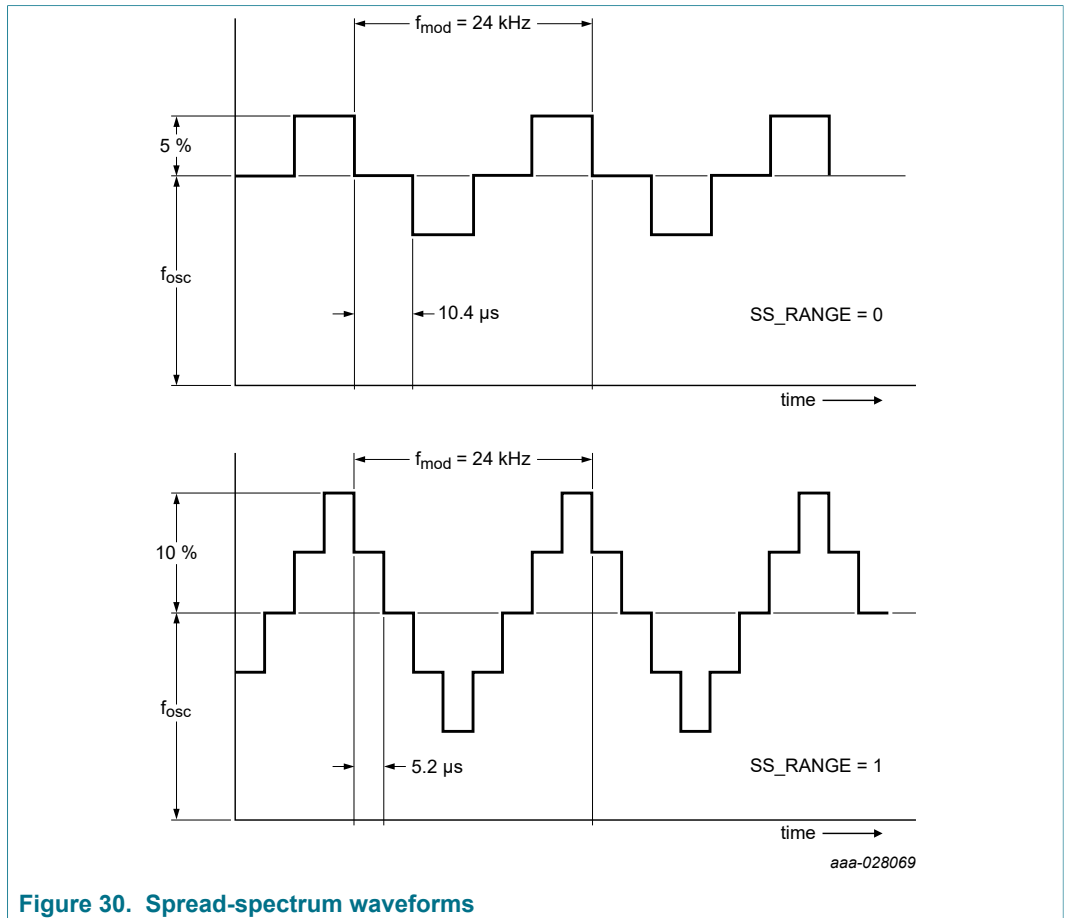 fmod = 24 kHz
5 %
fosc
10.4 µs
SS_RANGE = 0
time
fmod = 24 kHz
10 %
fosc
5.2 µs
SS_RANGE = 1
time
aaa-028069
Figure 30. Spread-spectrum waveforms